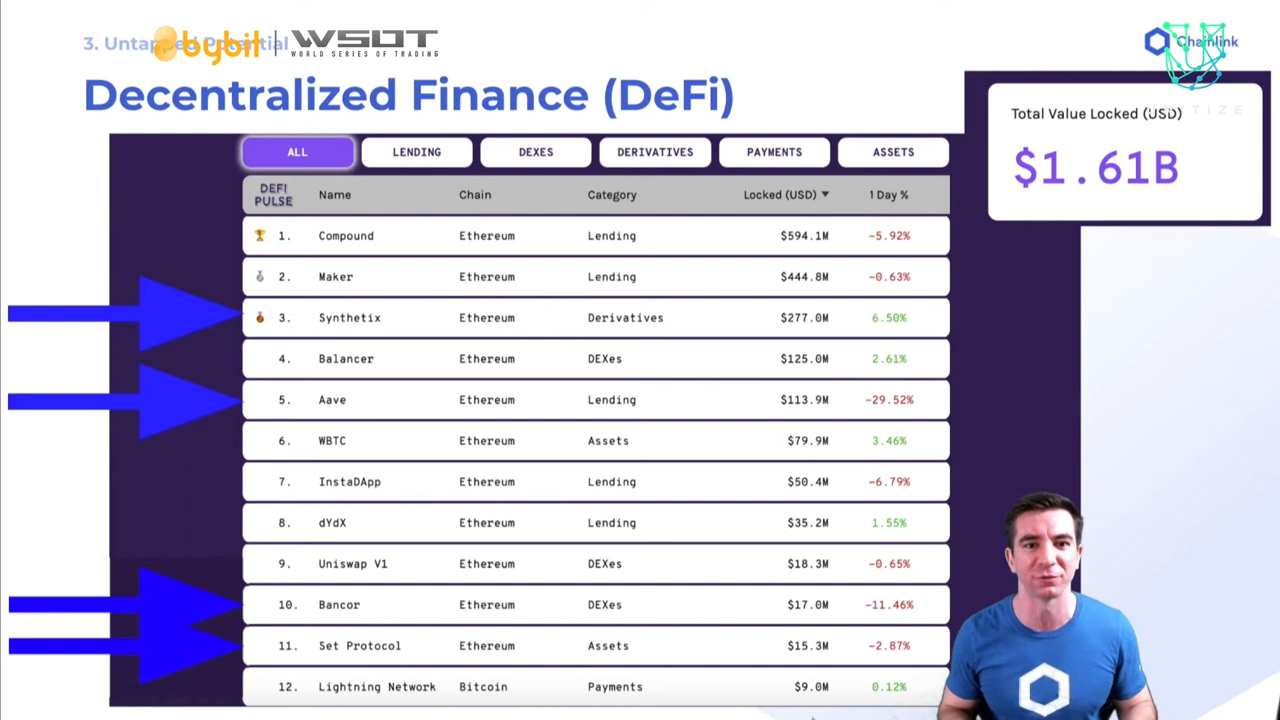 3. Untapped Potential
bybit | WSOT
WORLD SERIES OF TRADING
Chainlink
UNITIZE
Decentralized Finance (DeFi)
Total Value Locked (USD)
$1.61B
ALL LENDING DEXES DERIVATIVES PAYMENTS ASSETS
DEFI PULSE Name Chain Category Locked (USD) ▼ 1 Day %
1. Compound Ethereum Lending $594.1M -5.92%
2. Maker Ethereum Lending $444.8M -0.63%
3. Synthetix Ethereum Derivatives $277.0M 6.50%
4. Balancer Ethereum DEXes $125.0M 2.61%
5. Aave Ethereum Lending $113.9M -29.52%
6. WBTC Ethereum Assets $79.9M 3.46%
7. InstaDApp Ethereum Lending $50.4M -6.79%
8. dYdX Ethereum Lending $35.2M 1.55%
9. Uniswap V1 Ethereum DEXes $18.3M -0.65%
10. Bancor Ethereum DEXes $17.0M -11.46%
11. Set Protocol Ethereum Assets $15.3M -2.87%
12. Lightning Network Bitcoin Payments $9.0M 0.12%